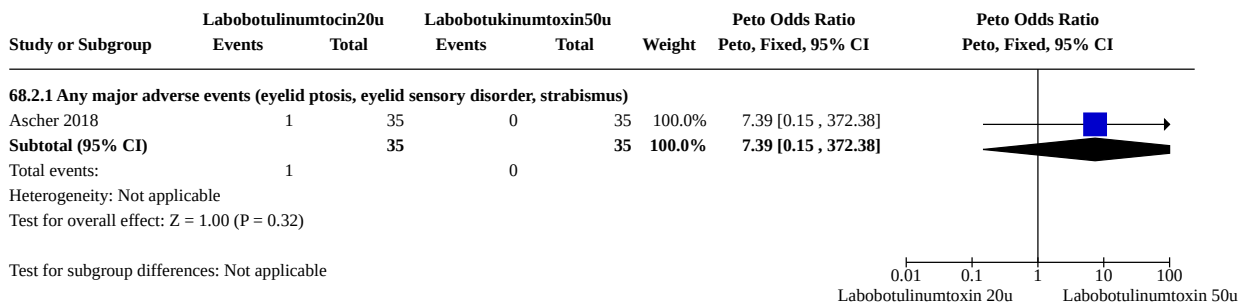 Labobotulinumtocin20u Labobotukinumtoxin50u Peto Odds Ratio Peto Odds Ratio
Study or Subgroup Events Total Events Total Weight Peto, Fixed, 95% CI Peto, Fixed, 95% CI
68.2.1 Any major adverse events (eyelid ptosis, eyelid sensory disorder, strabismus)
Ascher 2018 1 35 0 35 100.0% 7.39 [0.15 , 372.38]
Subtotal (95% CI) 35 35 100.0% 7.39 [0.15 , 372.38]
Total events: 1 0
Heterogeneity: Not applicable
Test for overall effect: Z = 1.00 (P = 0.32)
Test for subgroup differences: Not applicable
0.01 0.1 1 10 100
Labobotulinumtoxin 20u Labobotulinumtoxin 50u